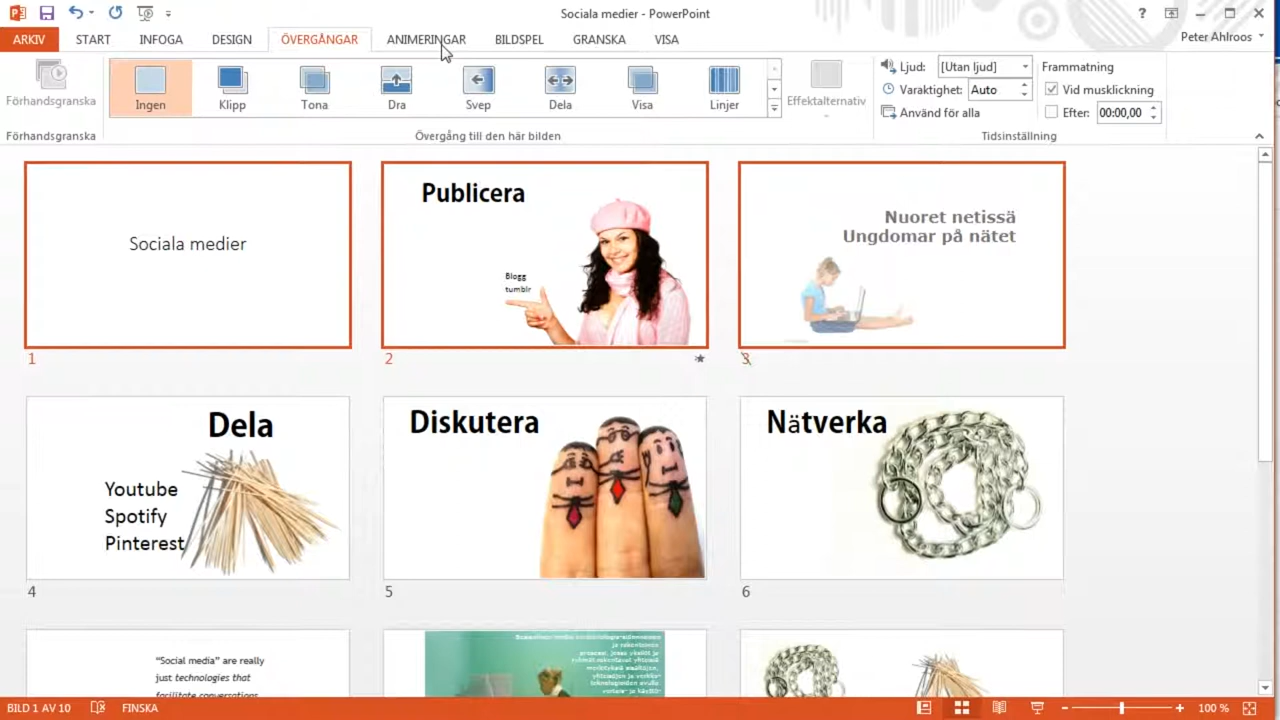 Sociala medier - PowerPoint
?
Peter Ahlroos
ARKIV START INFOGA DESIGN ÖVERGÅNGAR ANIMERINGAR BILDSPEL GRANSKA VISA
Förhandsgranska
Ingen Klipp Tona Dra Svep Dela Visa Linjer
Effektalternativ
Ljud: [Utan ljud]
Varaktighet: Auto
Använd för alla
Frammatning
Vid musklickning
Efter: 00:00,00
Förhandsgranska Övergång till den här bilden Tidsinställning
Sociala medier
1
Publicera
Blogg
tumblr
2
Nuoret netissä
Ungdomar på nätet
3
Dela
Youtube
Spotify
Pinterest
4
Diskutera
5
Nätverka
6
“Social media” are really
just technologies that
facilitate conversations
BILD 1 AV 10 FINSKA 100 %